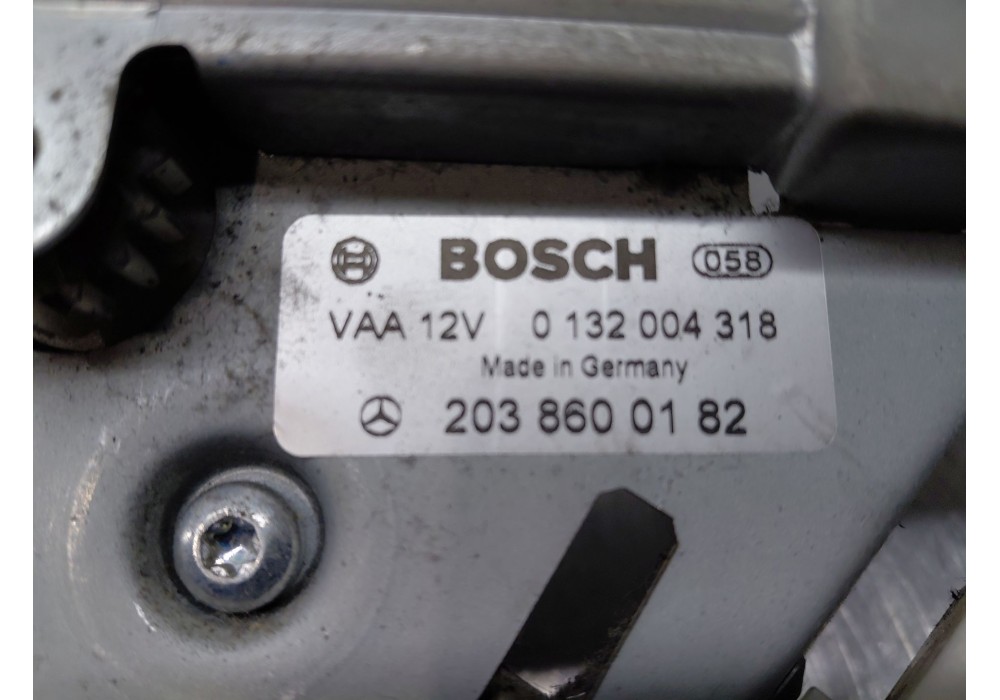 BOSCH 058
VAA 12V 0 132 004 318
Made in Germany
203 860 01 82